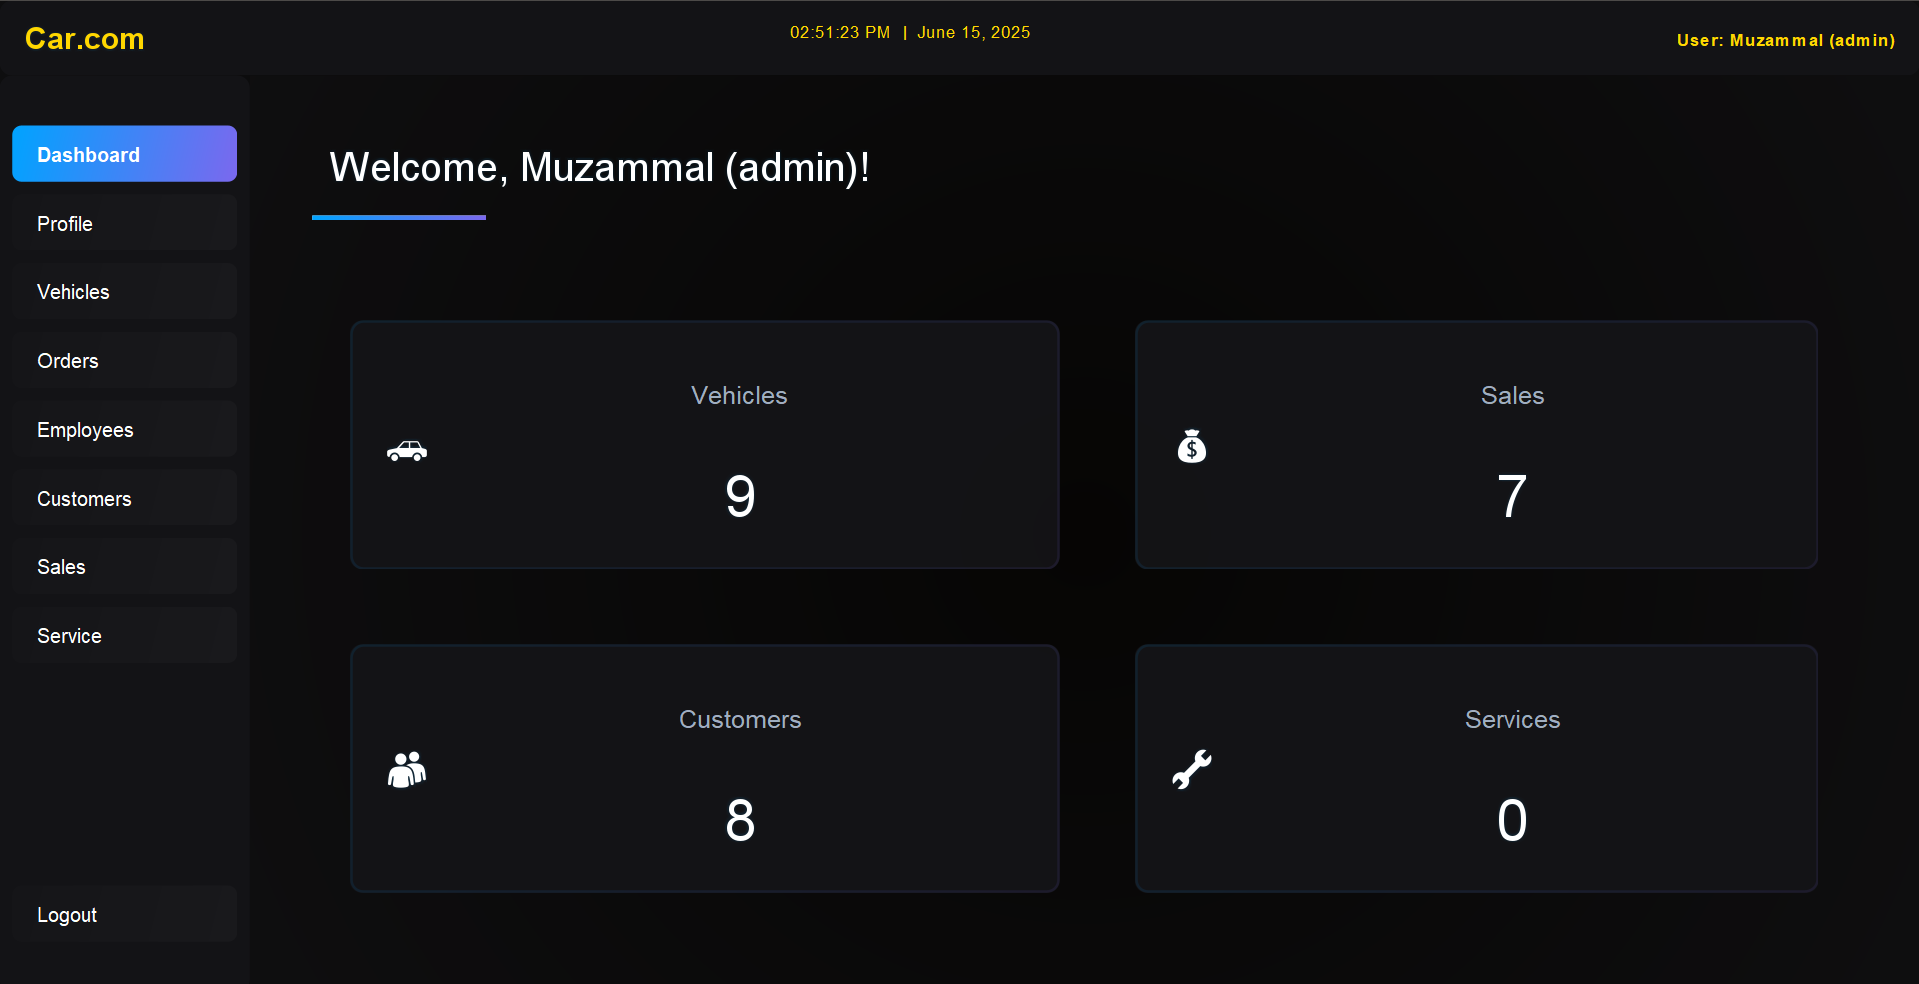 Car.com
02:51:23 PM | June 15, 2025
User: Muzammal (admin)
Dashboard
Profile
Vehicles
Orders
Employees
Customers
Sales
Service
Logout
Welcome, Muzammal (admin)!
Vehicles
9
Sales
$
7
Customers
8
Services
0